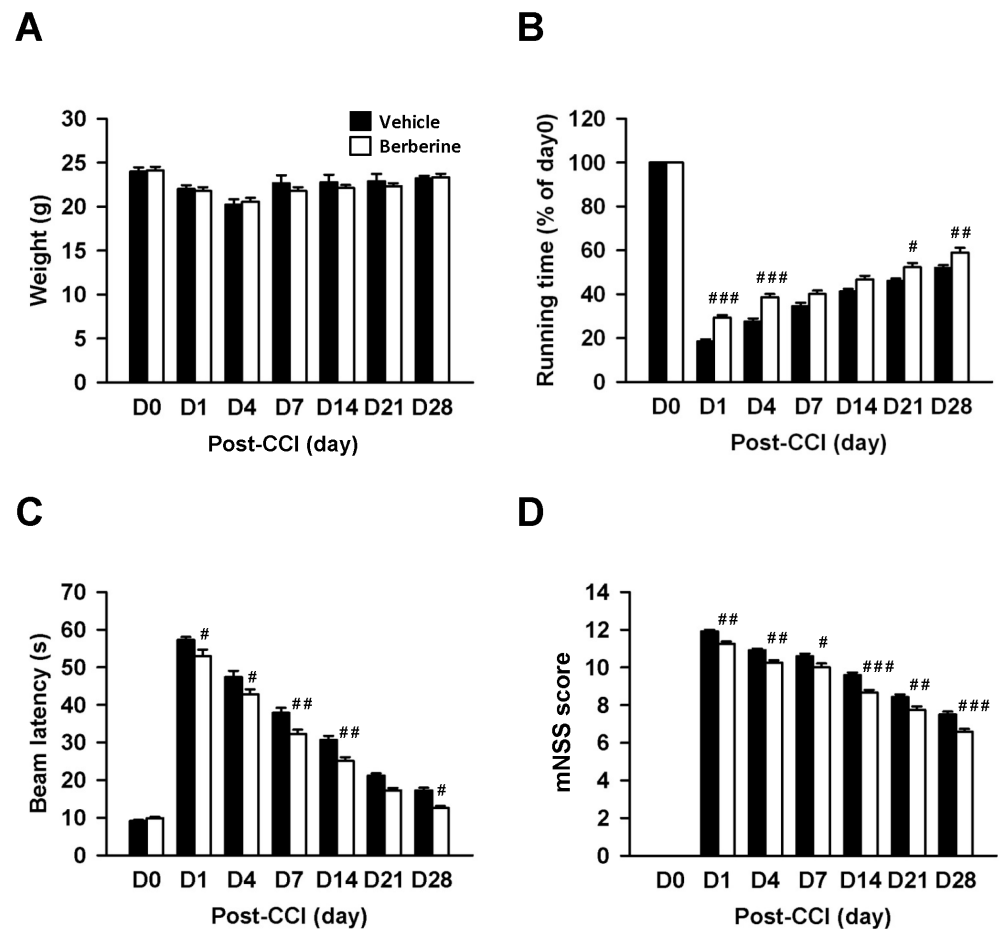 A
Weight (g)
30
25
20
15
10
5
0
Vehicle
Berberine
D0 D1 D4 D7 D14 D21 D28
Post-CCI (day)
B
Running time (% of day0)
120
100
80
60
40
20
0
###
###
#
##
D0 D1 D4 D7 D14 D21 D28
Post-CCI (day)
C
Beam latency (s)
70
60
50
40
30
20
10
0
#
#
##
##
#
D0 D1 D4 D7 D14 D21 D28
Post-CCI (day)
D
mNSS score
14
12
10
8
6
4
2
0
##
##
#
###
##
###
D0 D1 D4 D7 D14 D21 D28
Post-CCI (day)